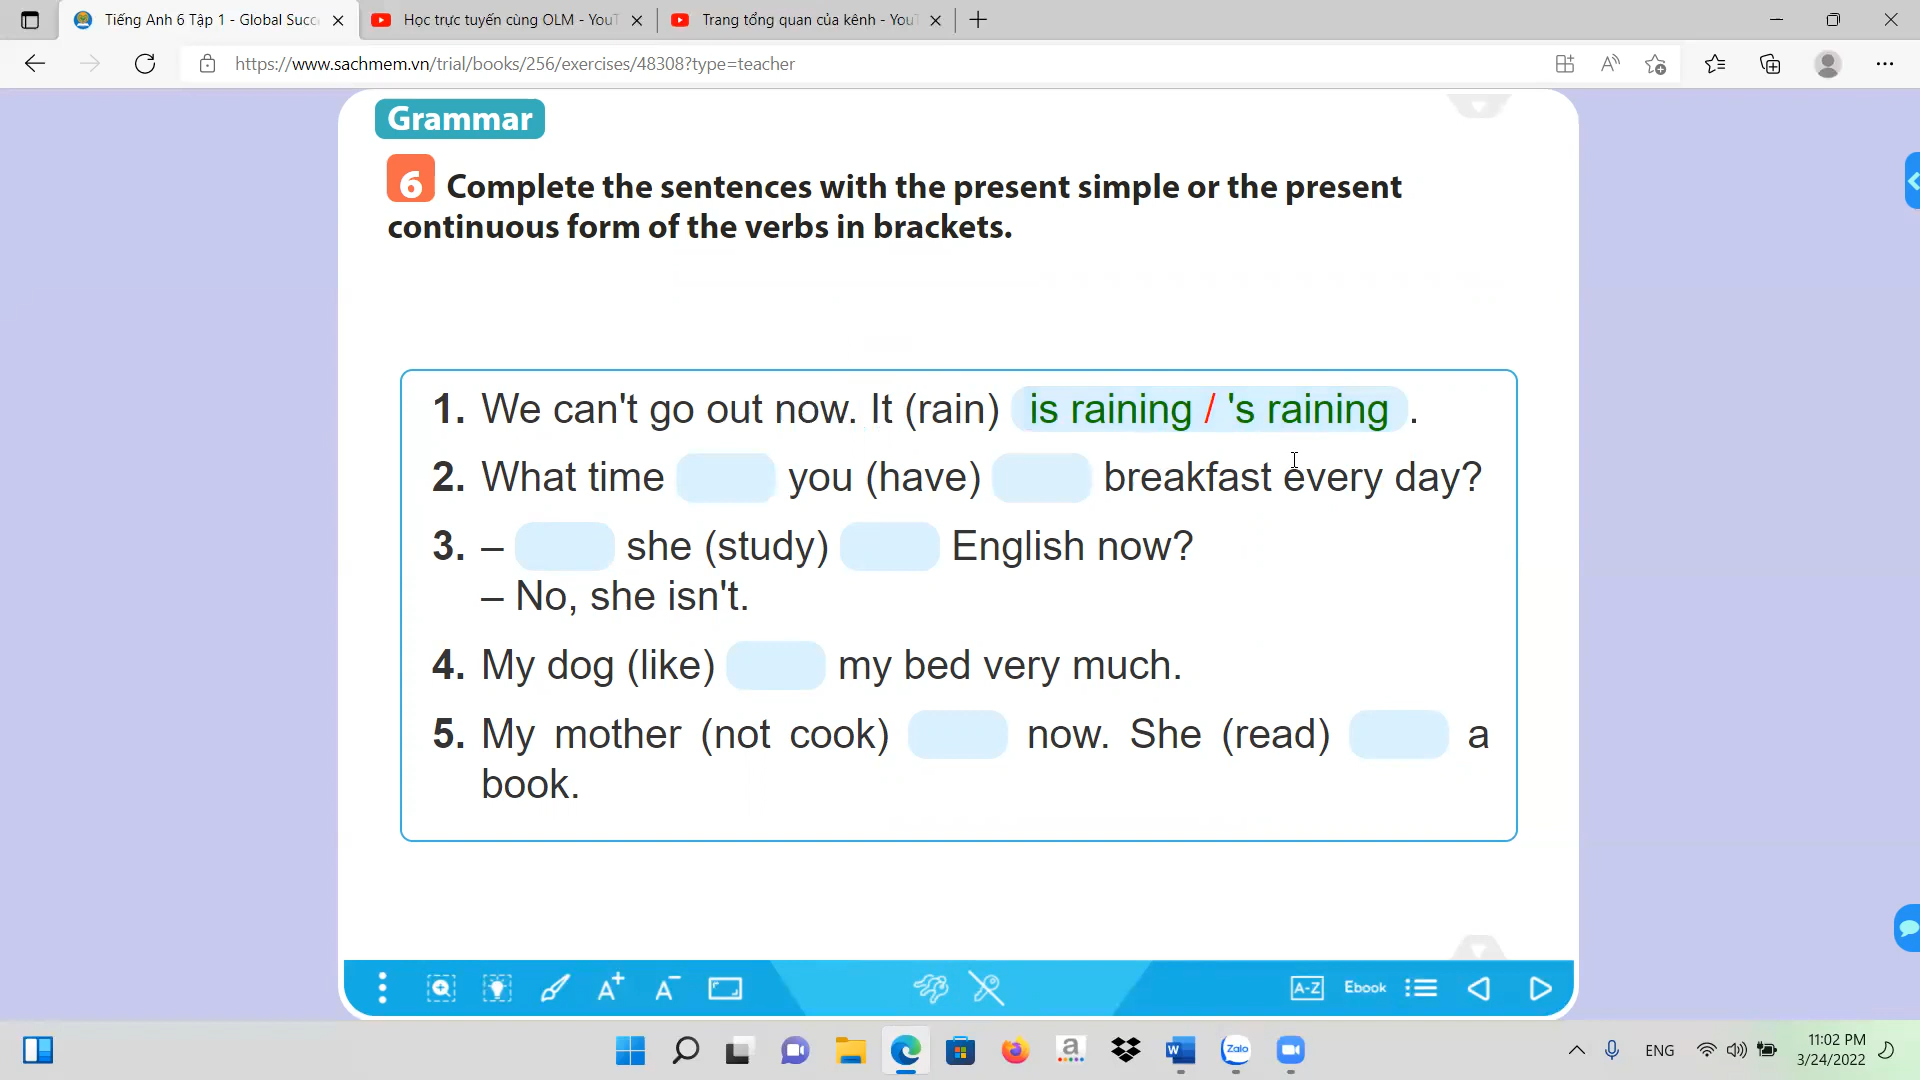 Tiếng Anh 6 Tập 1 - Global Succ
Học trực tuyến cùng OLM - YouT
Trang tổng quan của kênh - YouT
https://www.sachmem.vn/trial/books/256/exercises/48308?type=teacher
Grammar
6 Complete the sentences with the present simple or the present
continuous form of the verbs in brackets.
1. We can't go out now. It (rain) is raining / 's raining .
2. What time you (have) breakfast every day?
3. – she (study) English now?
– No, she isn't.
4. My dog (like) my bed very much.
5. My mother (not cook) now. She (read) a
book.
A+ A- A-Z Ebook
a W Zalo ENG 11:02 PM
3/24/2022